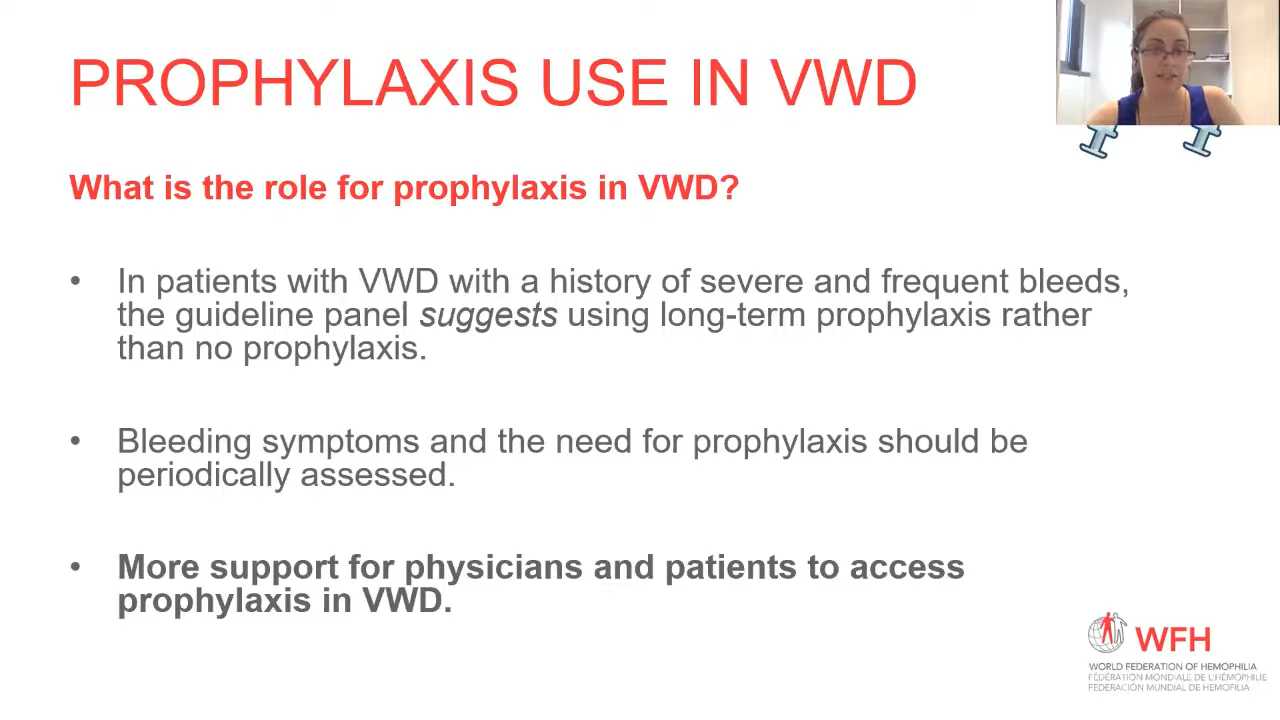 PROPHYLAXIS USE IN VWD
What is the role for prophylaxis in VWD?
• In patients with VWD with a history of severe and frequent bleeds,
the guideline panel suggests using long-term prophylaxis rather
than no prophylaxis.
• Bleeding symptoms and the need for prophylaxis should be
periodically assessed.
• More support for physicians and patients to access
prophylaxis in VWD.
WFH
WORLD FEDERATION OF HEMOPHILIA
FÉDÉRATION MONDIALE DE L'HÉMOPHILIE
FEDERACIÓN MUNDIAL DE HEMOFILIA